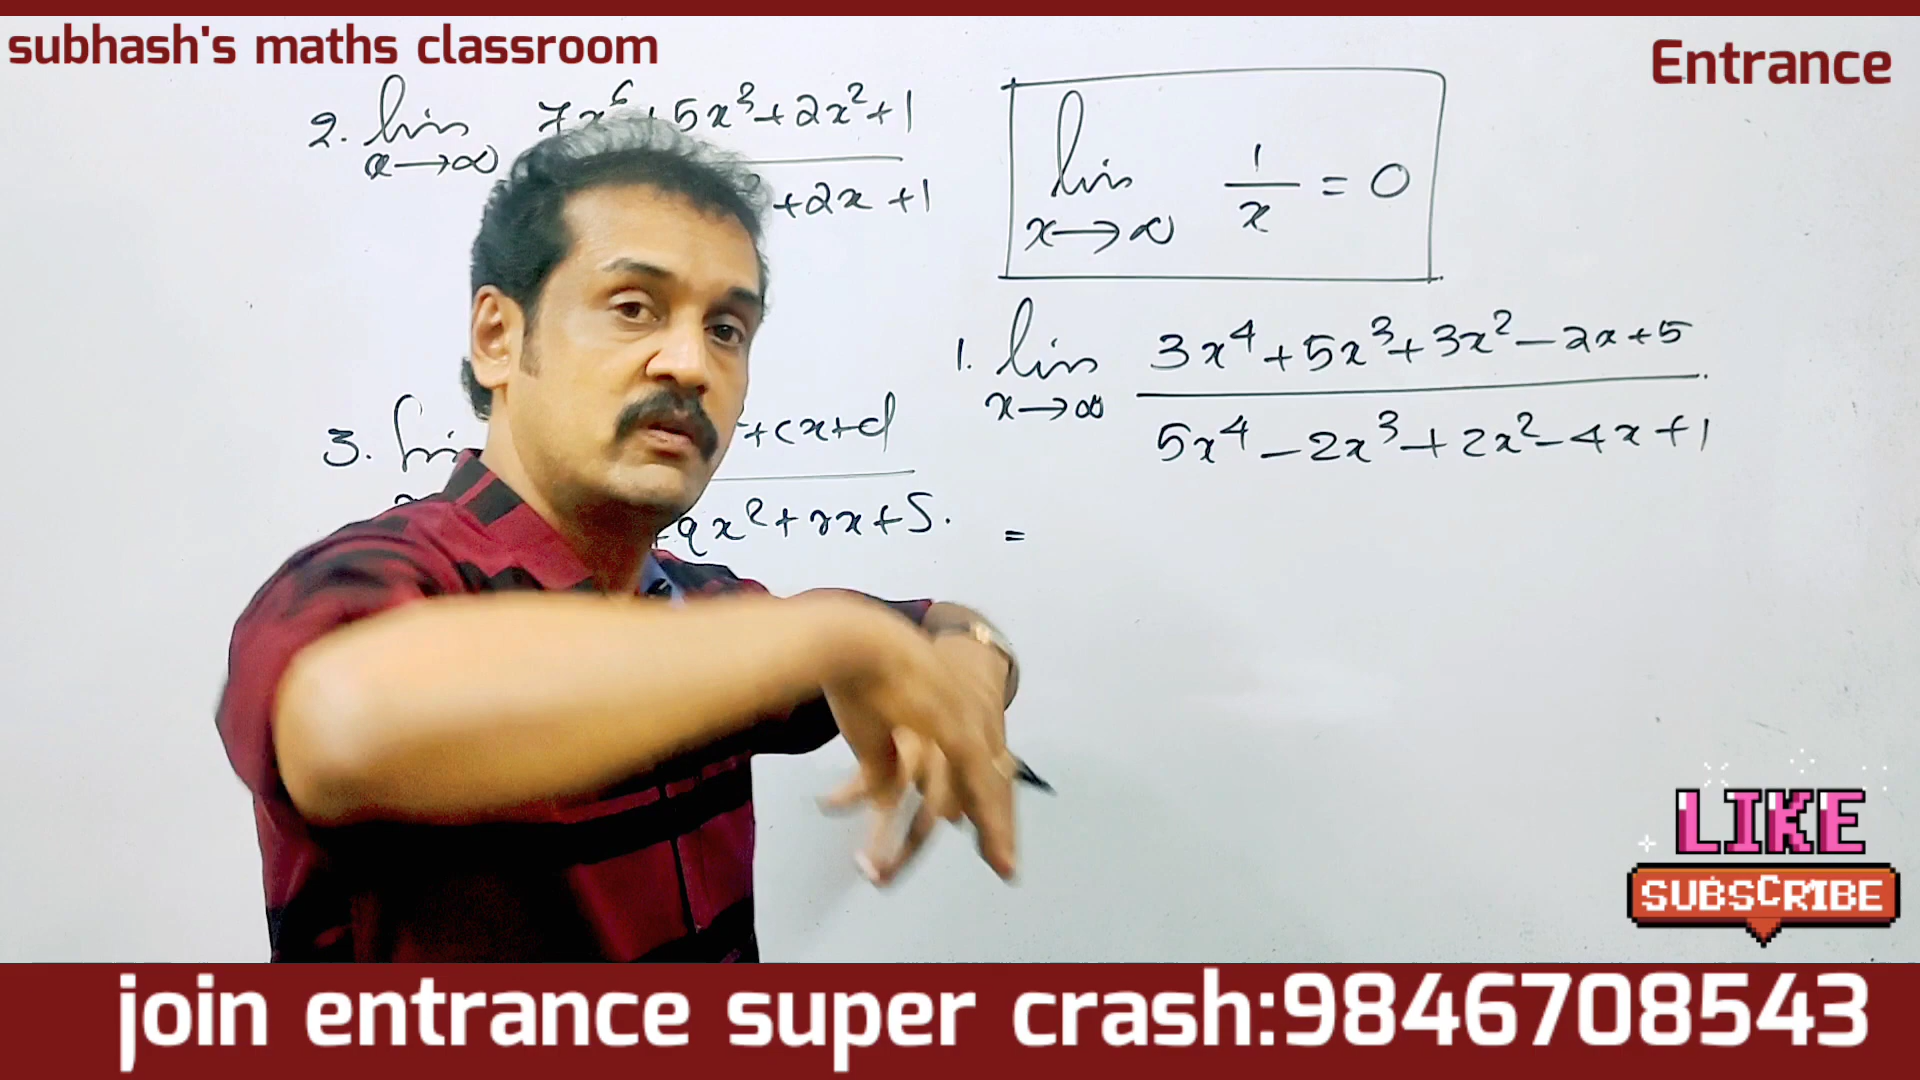 subhash's maths classroom
Entrance
2. lim 7x⁶ + 5x³ + 2x² + 1
x→∞
+2x +1
lim 1/x = 0
x→∞
1. lim 3x⁴ + 5x³ + 3x² - 2x + 5
x→∞ 5x⁴ - 2x³ + 2x² - 4x + 1
3. lim +cx+d
qx² + rx + S.
=
LIKE
SUBSCRIBE
join entrance super crash:9846708543